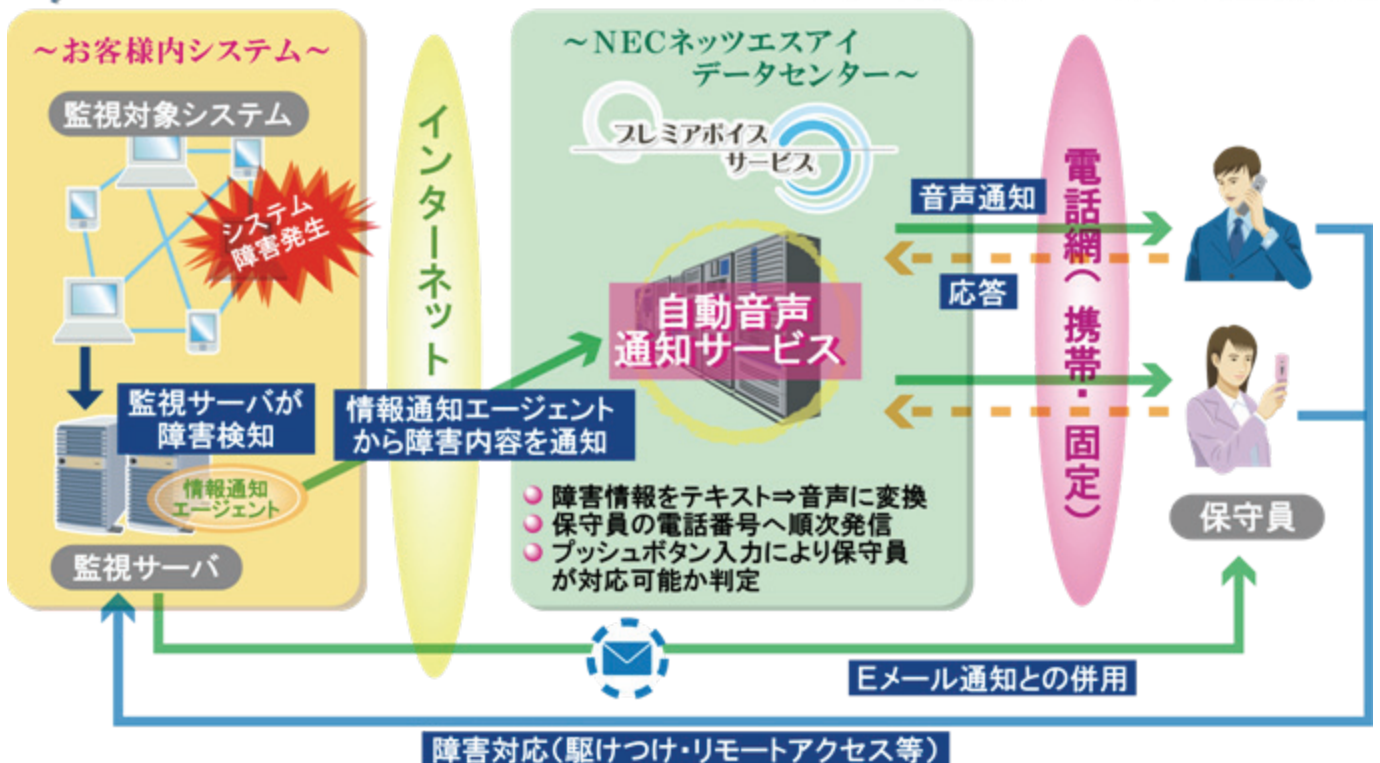 ～お客様内システム～
監視対象システム
システム
障害発生
監視サーバが
障害検知
情報通知
エージェント
監視サーバ
インターネット
情報通知エージェント
から障害内容を通知
～NECネッツエスアイ
データセンター～
プレミアボイス
サービス
自動音声
通知サービス
障害情報をテキスト⇒音声に変換
保守員の電話番号へ順次発信
プッシュボタン入力により保守員
が対応可能か判定
音声通知
応答
電話網（携帯・固定）
保守員
Eメール通知との併用
障害対応（駆けつけ・リモートアクセス等）